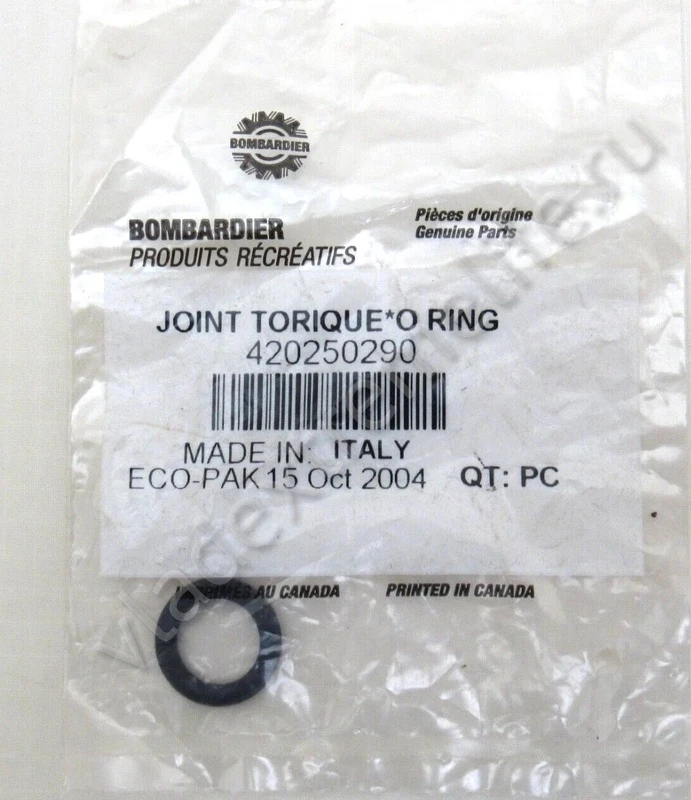 BOMBARDIER
BOMBARDIER
PRODUITS RÉCRÉATIFS
Pièces d'origine
Genuine Parts
JOINT TORIQUE*O RING
420250290
MADE IN: ITALY
ECO-PAK 15 Oct 2004 QT: PC
IMPRIMÉS AU CANADA
PRINTED IN CANADA